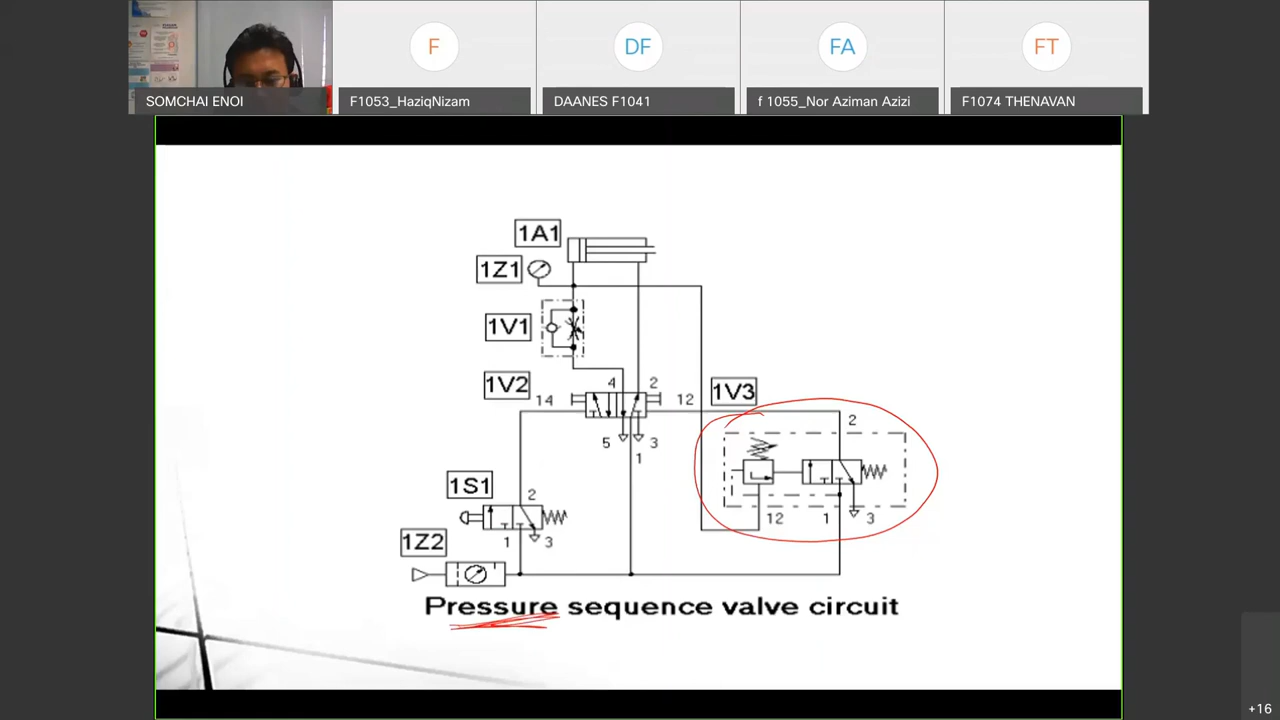 F
DF
FA
FT
SOMCHAI ENOI
F1053_HaziqNizam
DAANES F1041
f 1055_Nor Aziman Azizi
F1074 THENAVAN
1A1
1Z1
1V1
1V2
4
2
14
12
1V3
2
5
3
1
1S1
2
1
3
12
1
3
1Z2
Pressure sequence valve circuit
+16